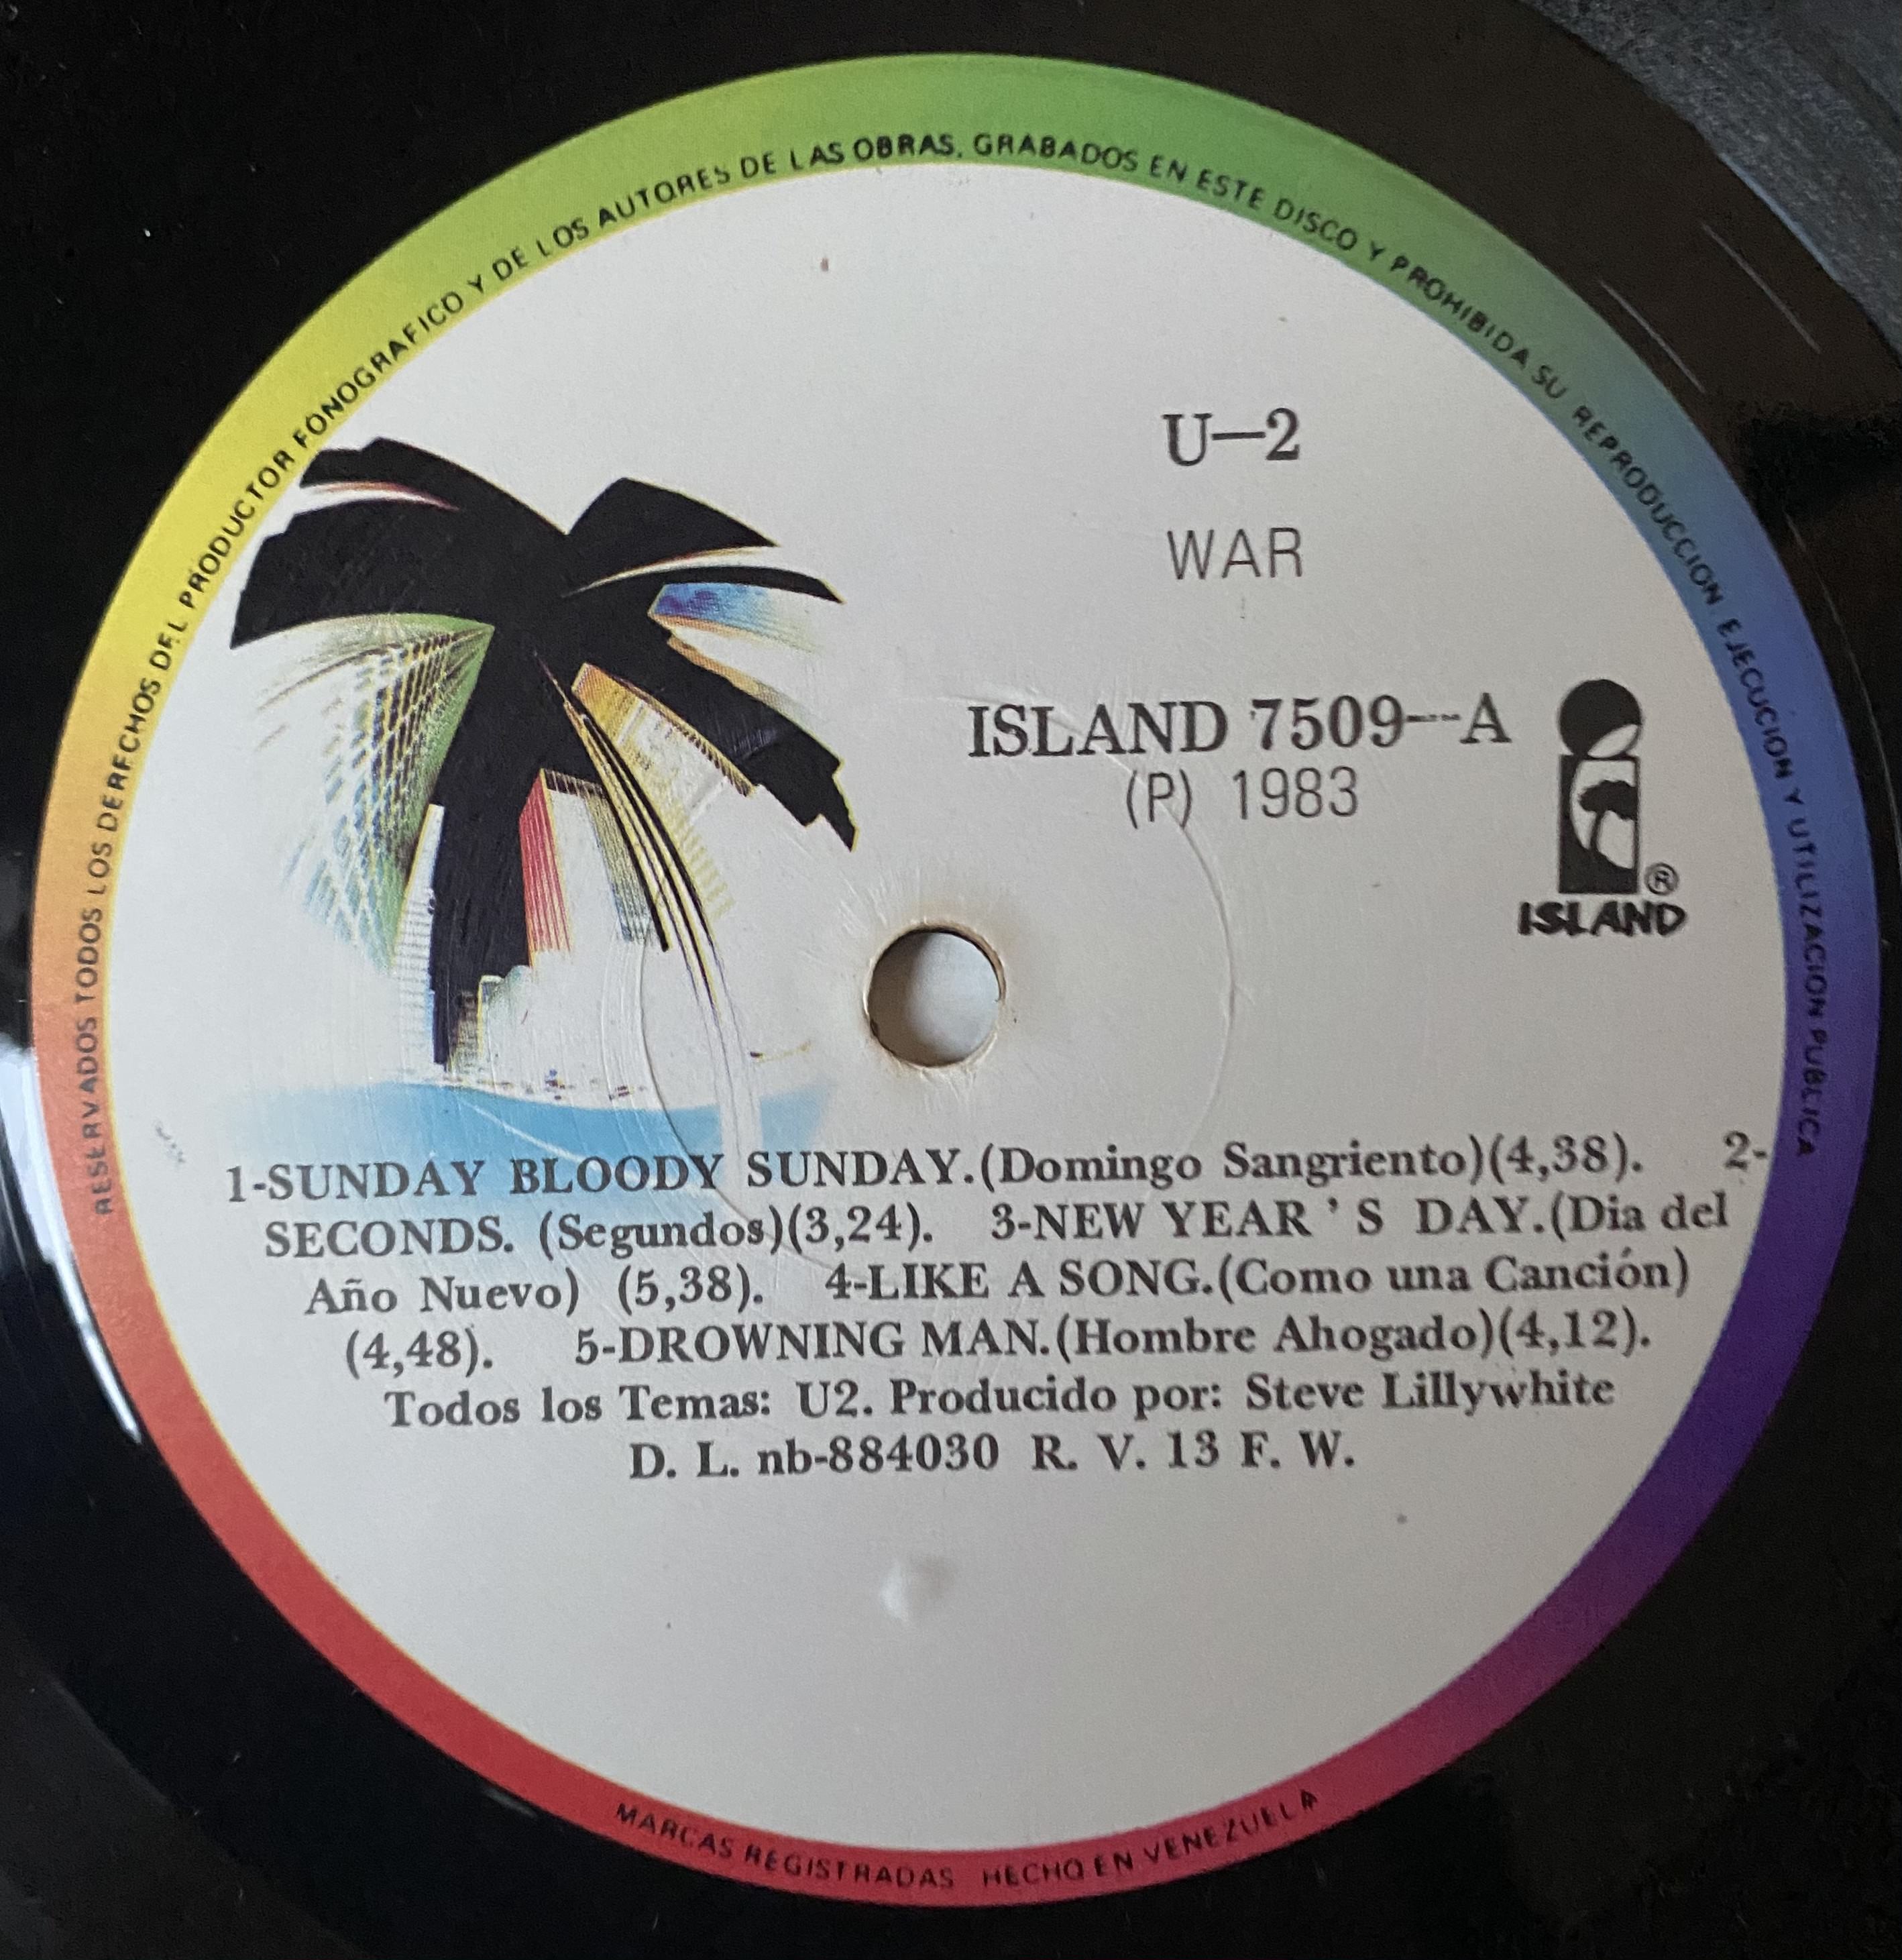 RESERVADOS TODOS LOS DERECHOS DEL PRODUCTOR FONOGRAFICO Y DE LOS AUTORES DE LAS OBRAS, GRABADOS EN ESTE DISCO Y PROHIBIDA SU REPRODUCCION EJECUCION Y UTILIZACION PUBLICA
U—2
WAR
ISLAND 7509--A
(P) 1983
®
ISLAND
1-SUNDAY BLOODY SUNDAY.(Domingo Sangriento)(4,38). 2-
SECONDS. (Segundos)(3,24). 3-NEW YEAR ' S DAY.(Dia del
Año Nuevo) (5,38). 4-LIKE A SONG.(Como una Canción)
(4,48). 5-DROWNING MAN.(Hombre Ahogado)(4,12).
Todos los Temas: U2. Producido por: Steve Lillywhite
D. L. nb-884030 R. V. 13 F. W.
MARCAS REGISTRADAS HECHO EN VENEZUELA